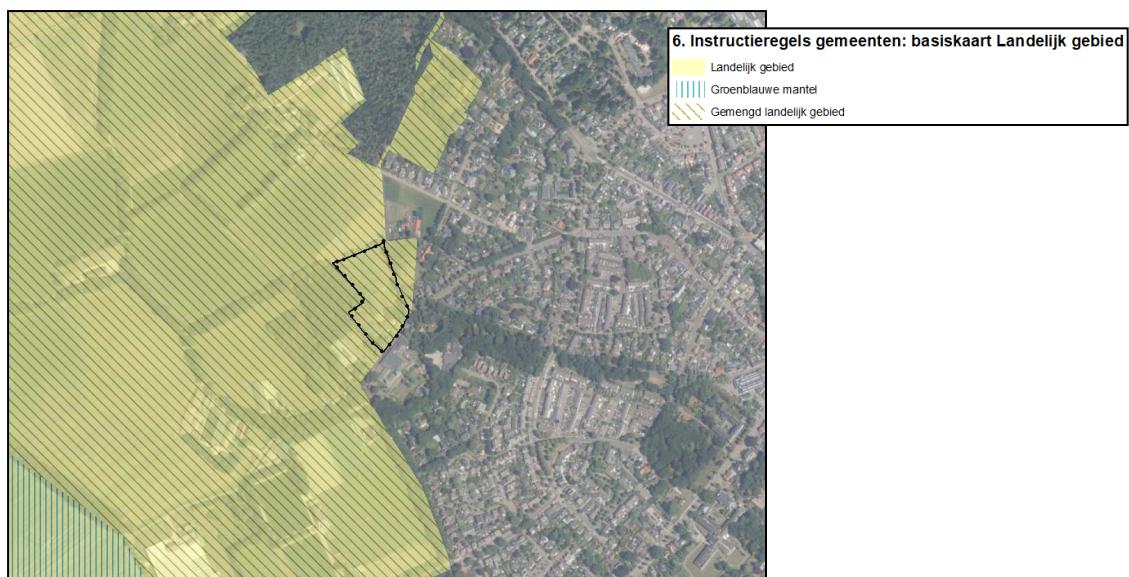 6. Instructieregels gemeenten: basiskaart Landelijk gebied
Landelijk gebied
Groenblauwe mantel
Gemengd landelijk gebied